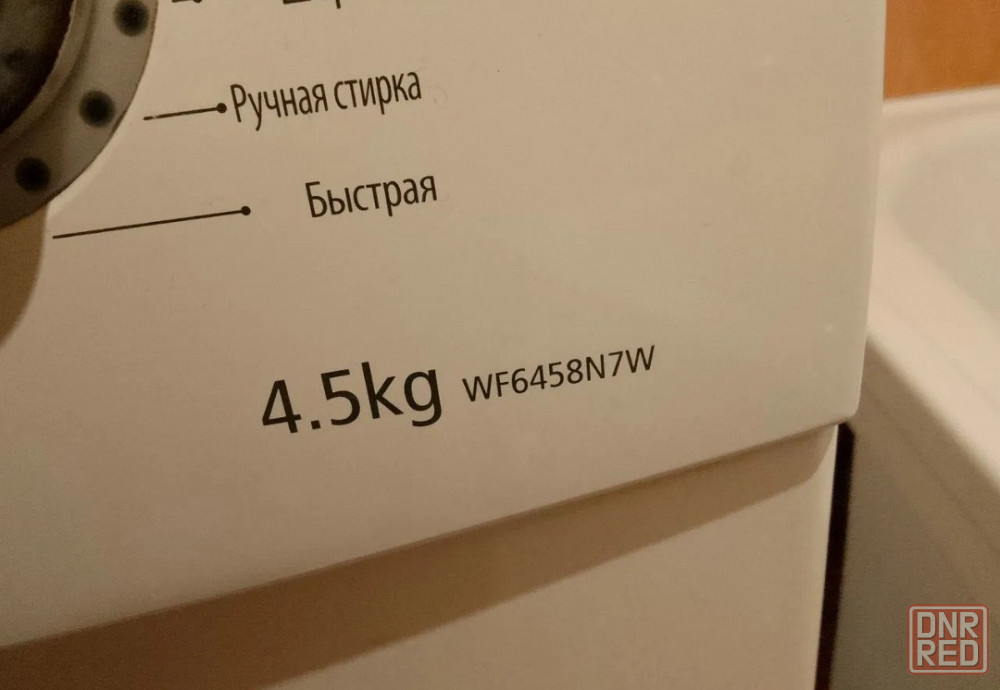 Ручная стирка
Быстрая
4.5kg WF6458N7W
DNR
RED